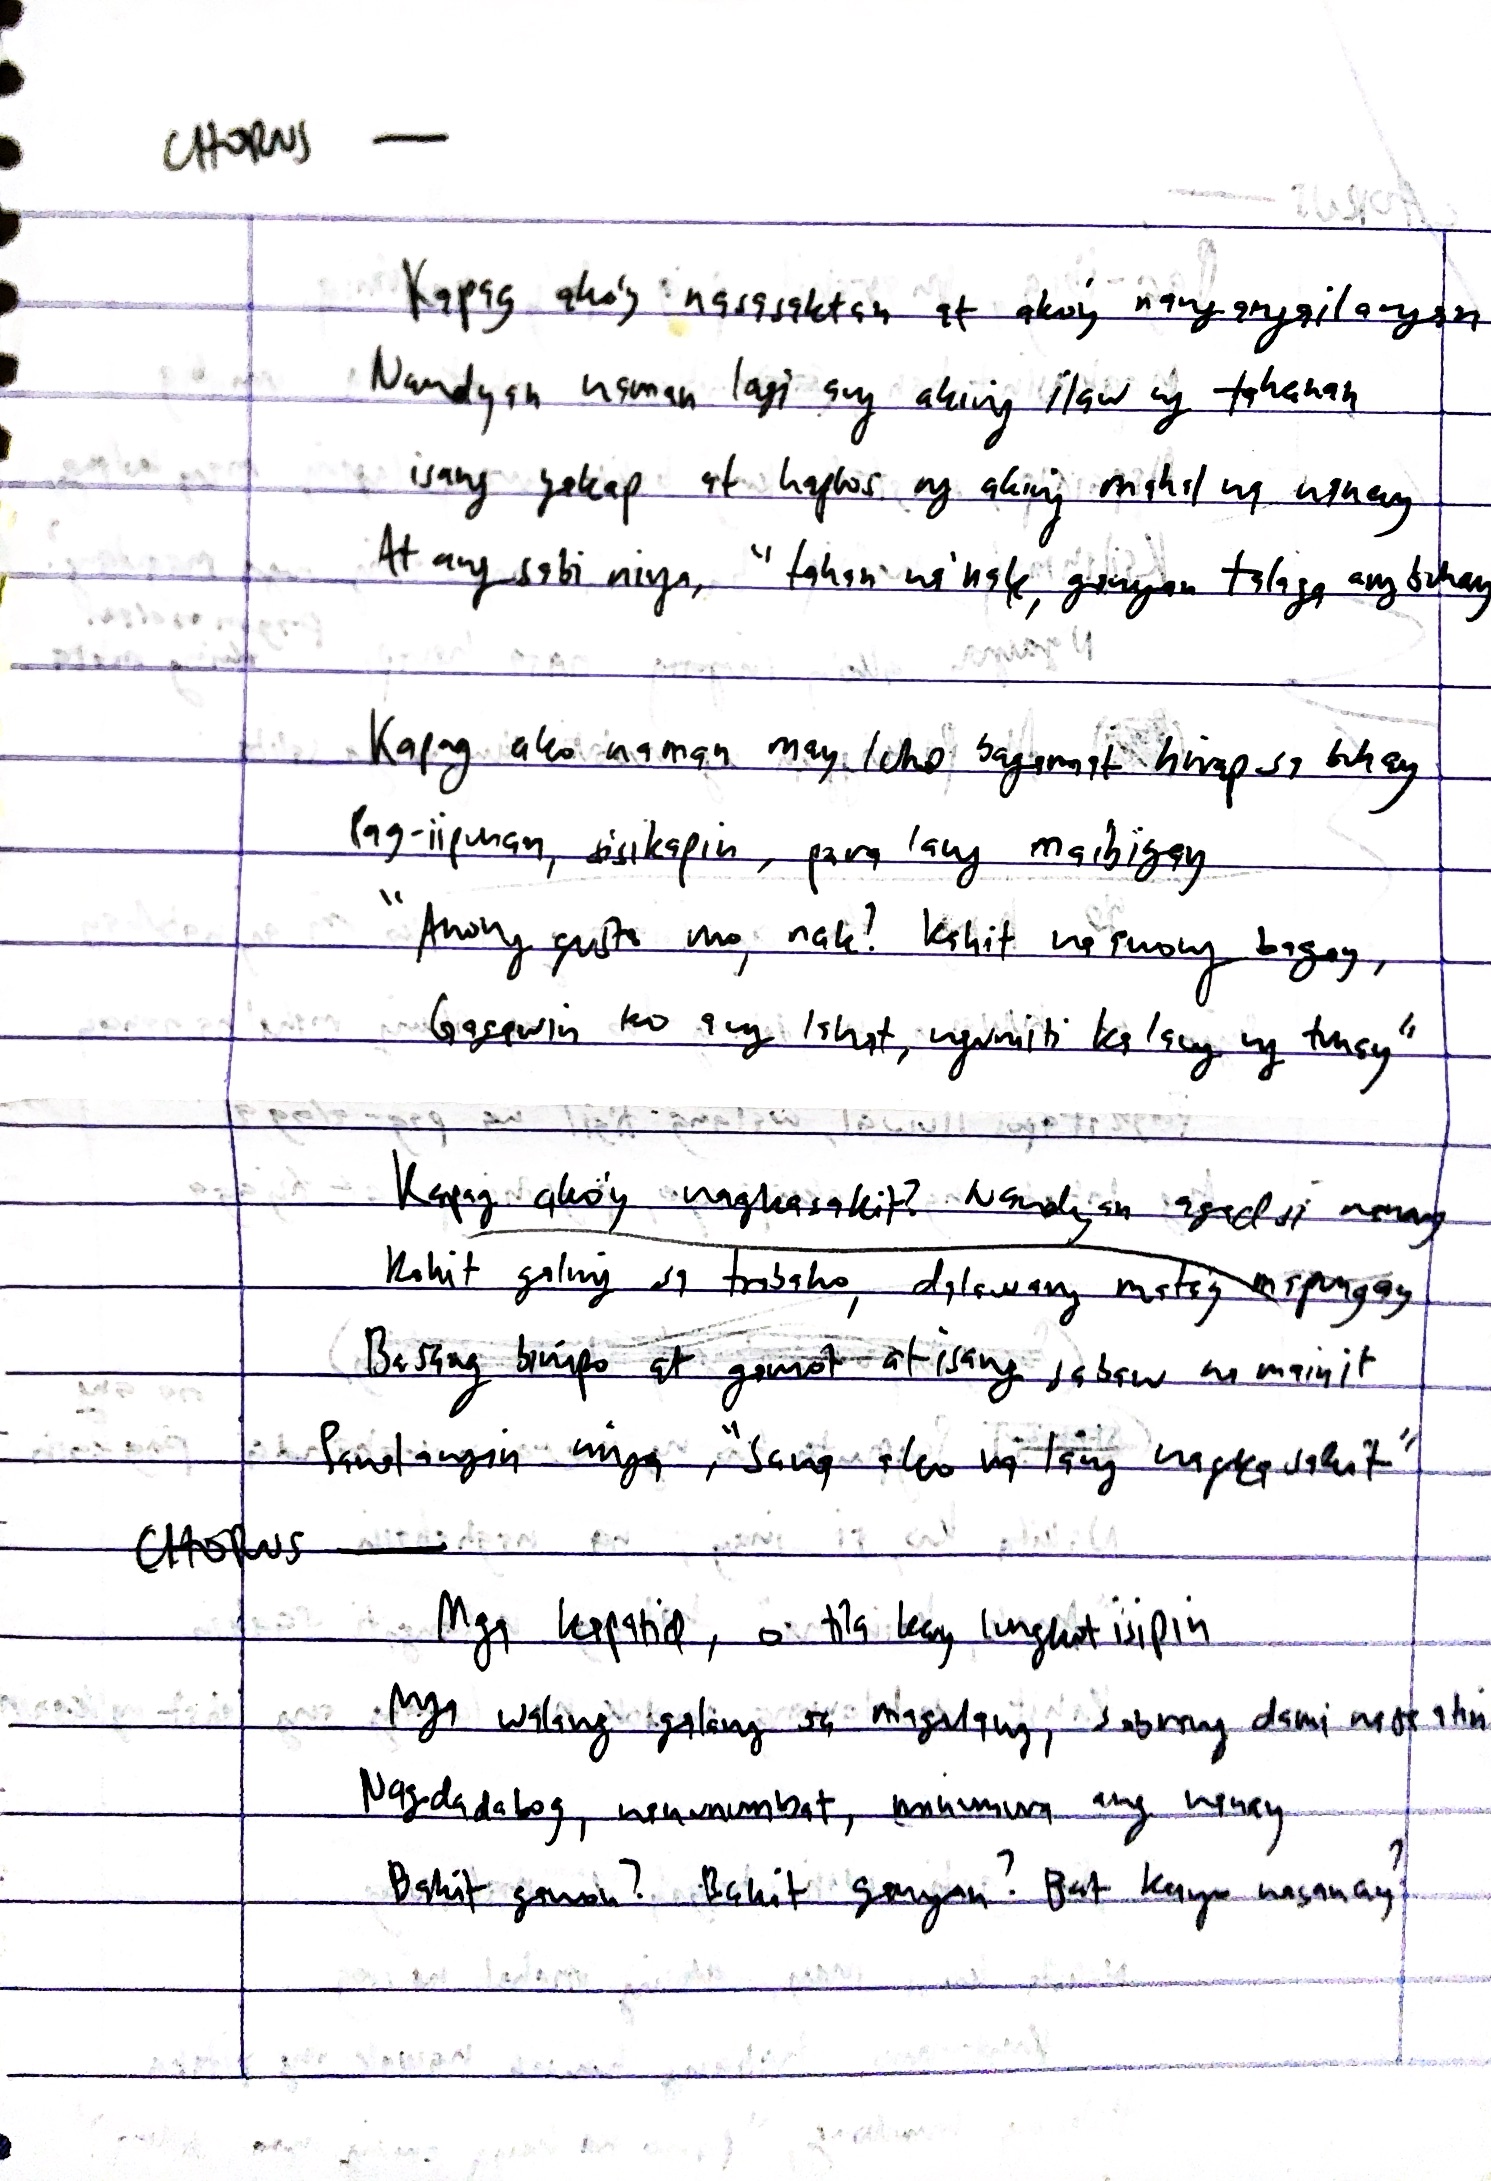 CHORUS —
Kapag ako'y nasasaktan at ako'y nangangailangan
Nandyan naman lagi ang aking ilaw ng tahanan
isang yakap at haplos ng aking mahal na nanay
At ang sabi niya, "tahan na 'nak, ganyan talaga ang buhay
Kapag ako naman may luho bagamat hirap sa buhay
Pag-iipunan, sisikapin, para lang maibigay
"Anong gusto mo, nak? Kahit na anong bagay,
Gagawin ko ang lahat, ngumiti ka lang ng tunay"
Kapag ako'y nagkasakit? Nandyan agad si nanay
Kahit galing sa trabaho, dalawang mata'y mapungay
Basang bimpo at gamot at isang sabaw na mainit
Panalangin niya, "Sana ako na lang nagkasakit"
CHORUS —
Mga kapatid, o tila kay lungkot isipin
Mga walang galang sa magulang, sobrang dami na sa atin
Nagdadabog, nanunumbat, minumura ang nanay
Bakit ganon? Bakit ganyan? Bat kayo nasanay?